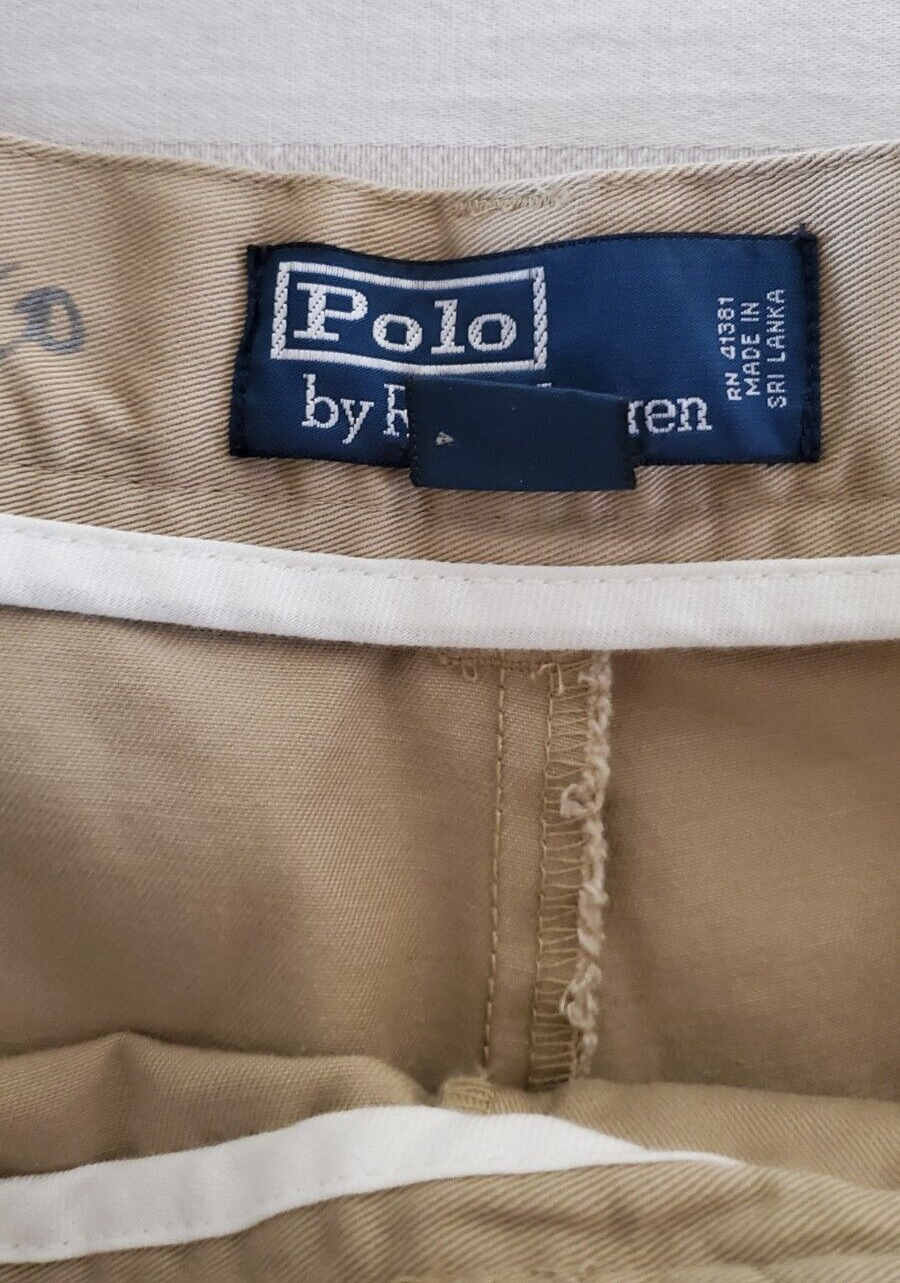 Polo
by R ren
RN 41381
MADE IN
SRI LANKA